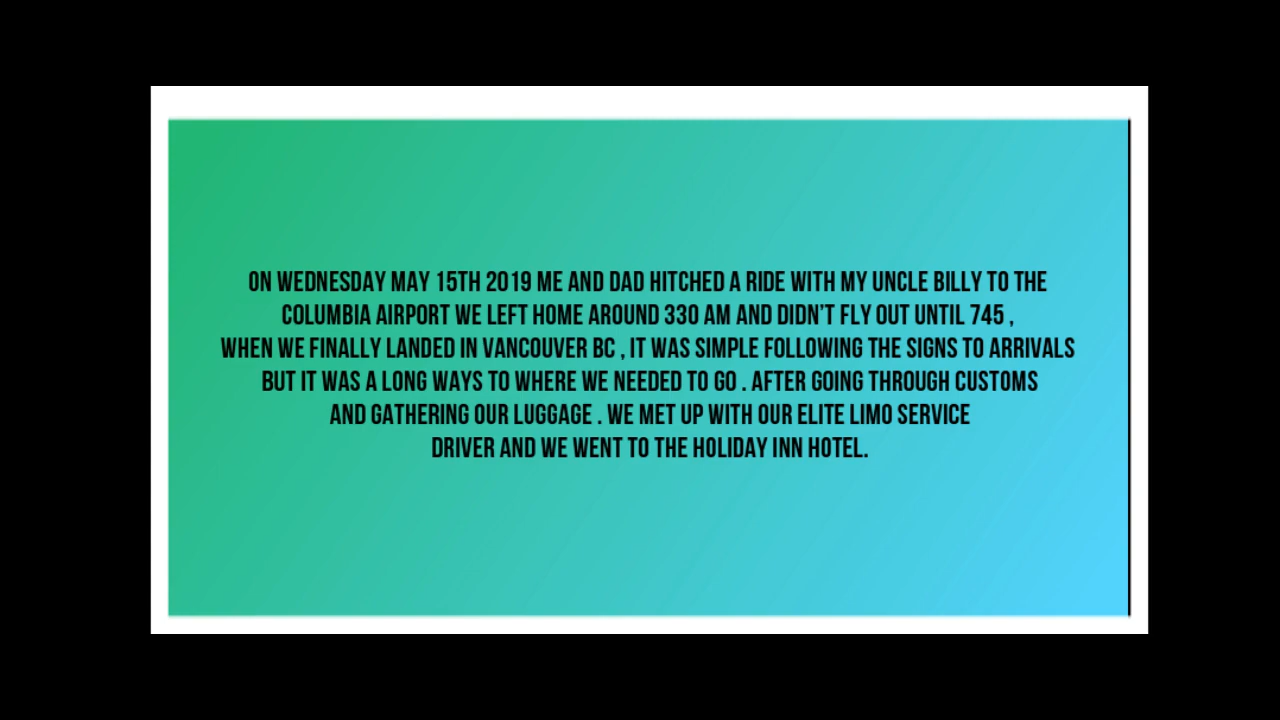 ON WEDNESDAY MAY 15TH 2019 ME AND DAD HITCHED A RIDE WITH MY UNCLE BILLY TO THE
COLUMBIA AIRPORT WE LEFT HOME AROUND 330 AM AND DIDN'T FLY OUT UNTIL 745 ,
WHEN WE FINALLY LANDED IN VANCOUVER BC , IT WAS SIMPLE FOLLOWING THE SIGNS TO ARRIVALS
BUT IT WAS A LONG WAYS TO WHERE WE NEEDED TO GO . AFTER GOING THROUGH CUSTOMS
AND GATHERING OUR LUGGAGE . WE MET UP WITH OUR ELITE LIMO SERVICE
DRIVER AND WE WENT TO THE HOLIDAY INN HOTEL.